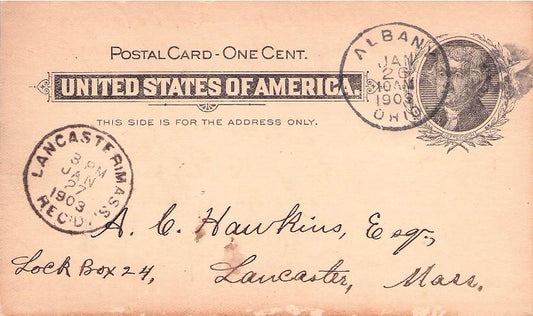 POSTAL CARD - ONE CENT.
UNITED STATES OF AMERICA.
THIS SIDE IS FOR THE ADDRESS ONLY.
ALBANY
JAN
26
10 AM
1903
OHIO
LANCASTER, MASS.
3 PM
JAN
27
1903
REC'D.
A. C. Hawkins, Esq.,
Lock Box 24, Lancaster, Mass.